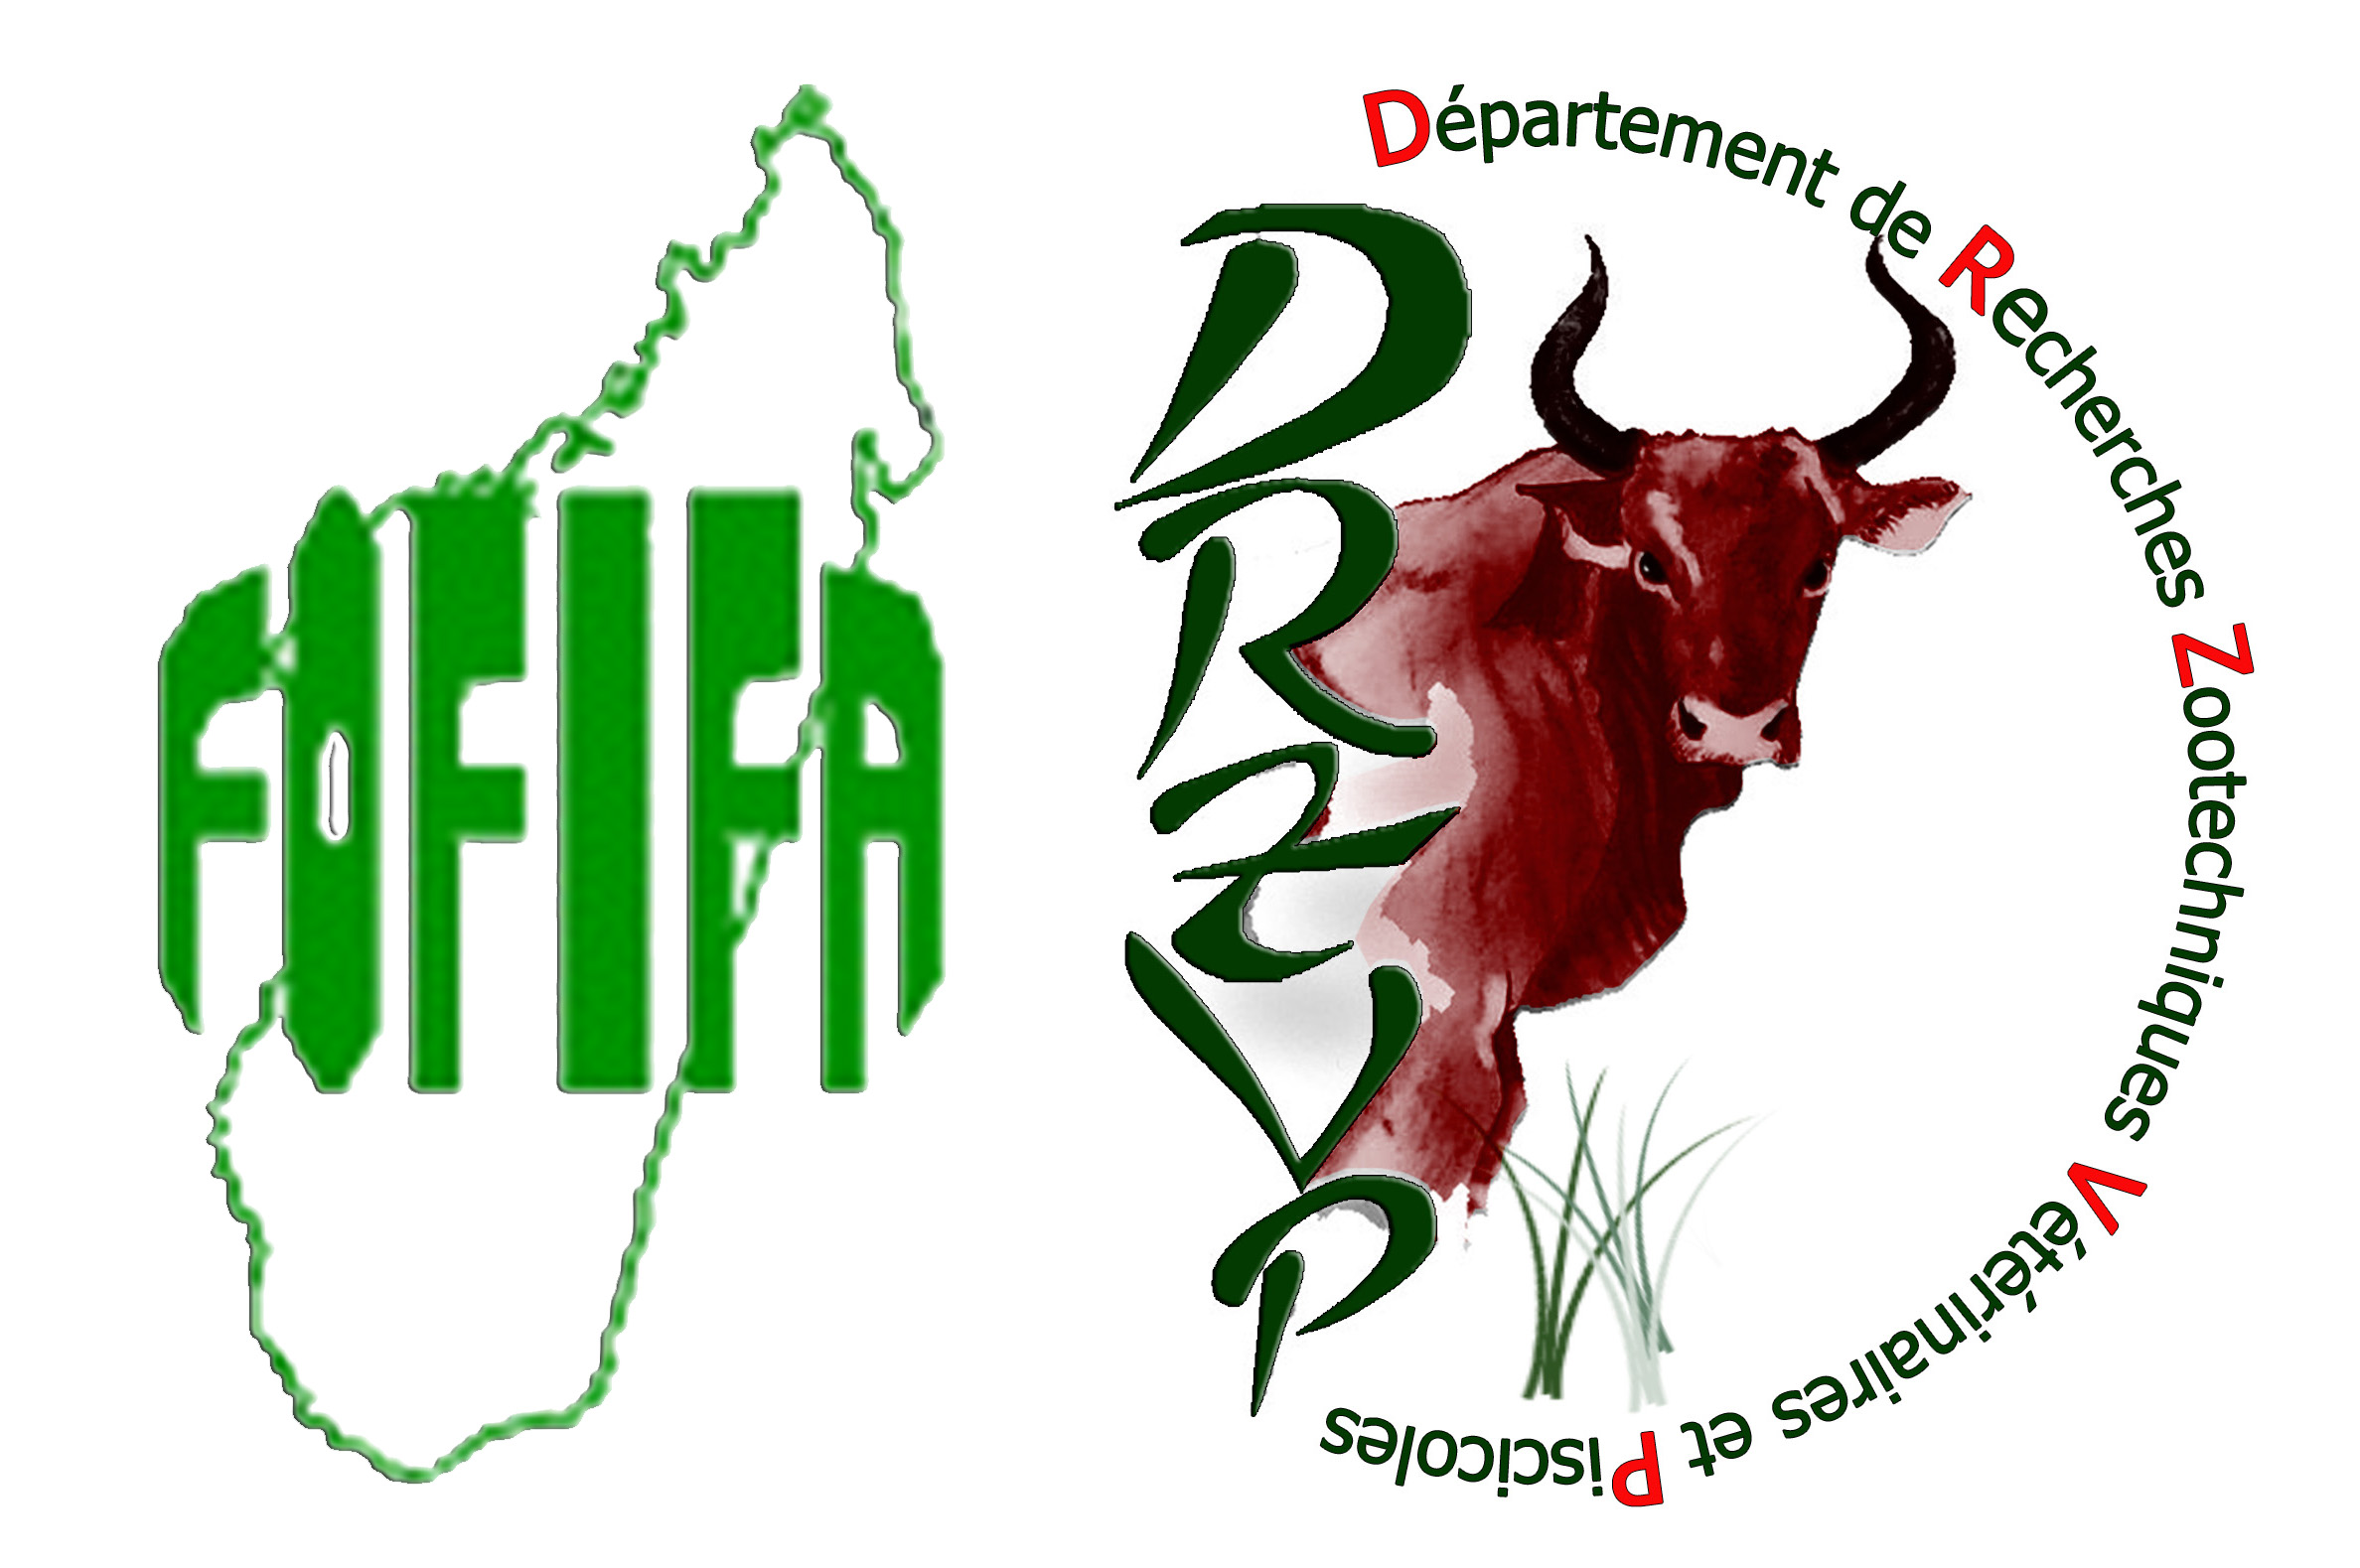 FOFIFA
DRZVP
Département de Recherches Zootechniques Vétérinaires et Piscicoles